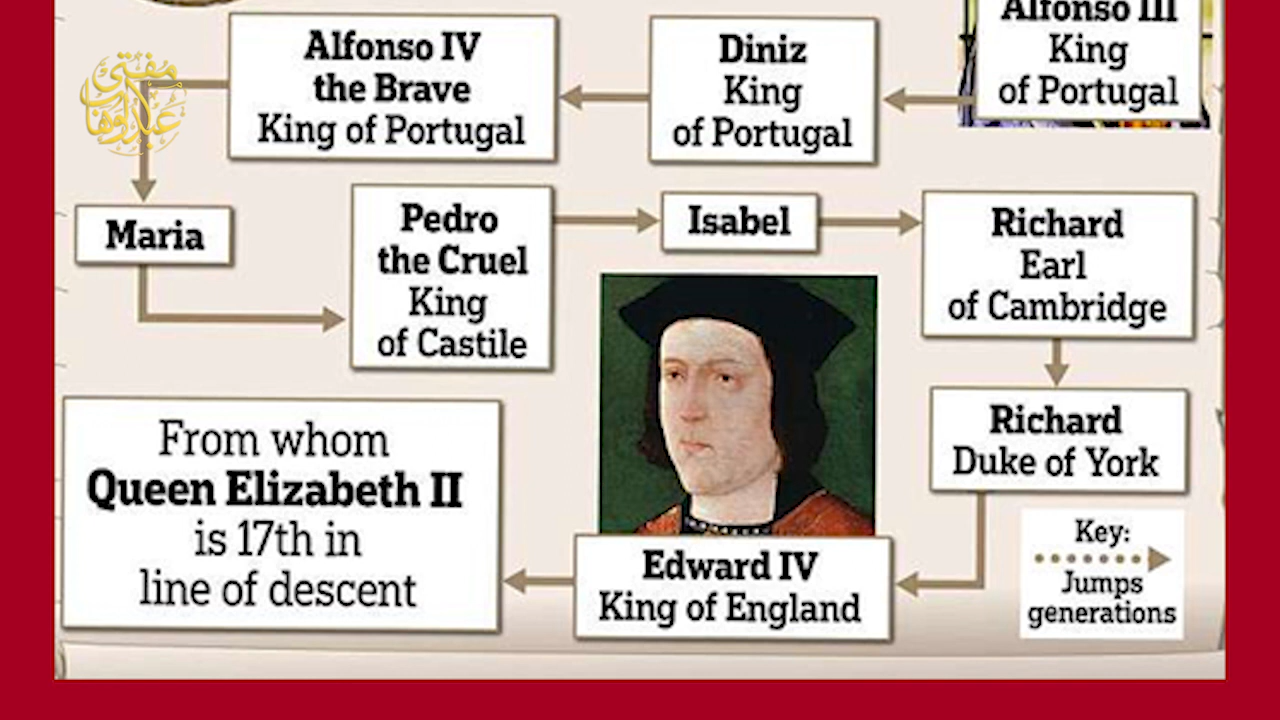 Alfonso III
King
of Portugal
Diniz
King
of Portugal
Alfonso IV
the Brave
King of Portugal
مفتی
عبدالوهاب
Maria
Pedro
the Cruel
King
of Castile
Isabel
Richard
Earl
of Cambridge
Richard
Duke of York
Edward IV
King of England
From whom
Queen Elizabeth II
is 17th in
line of descent
Key:
Jumps
generations